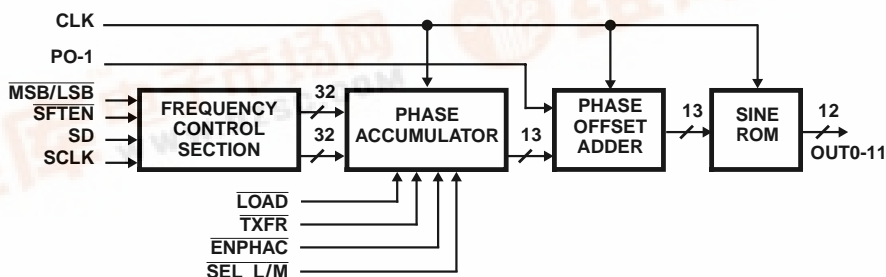 CLK
PO-1
MSB/LSB
SFTEN
SD
SCLK
FREQUENCY
CONTROL
SECTION
32
32
PHASE
ACCUMULATOR
13
PHASE
OFFSET
ADDER
13
SINE
ROM
12
OUT0-11
LOAD
TXFR
ENPHAC
SEL_L/M